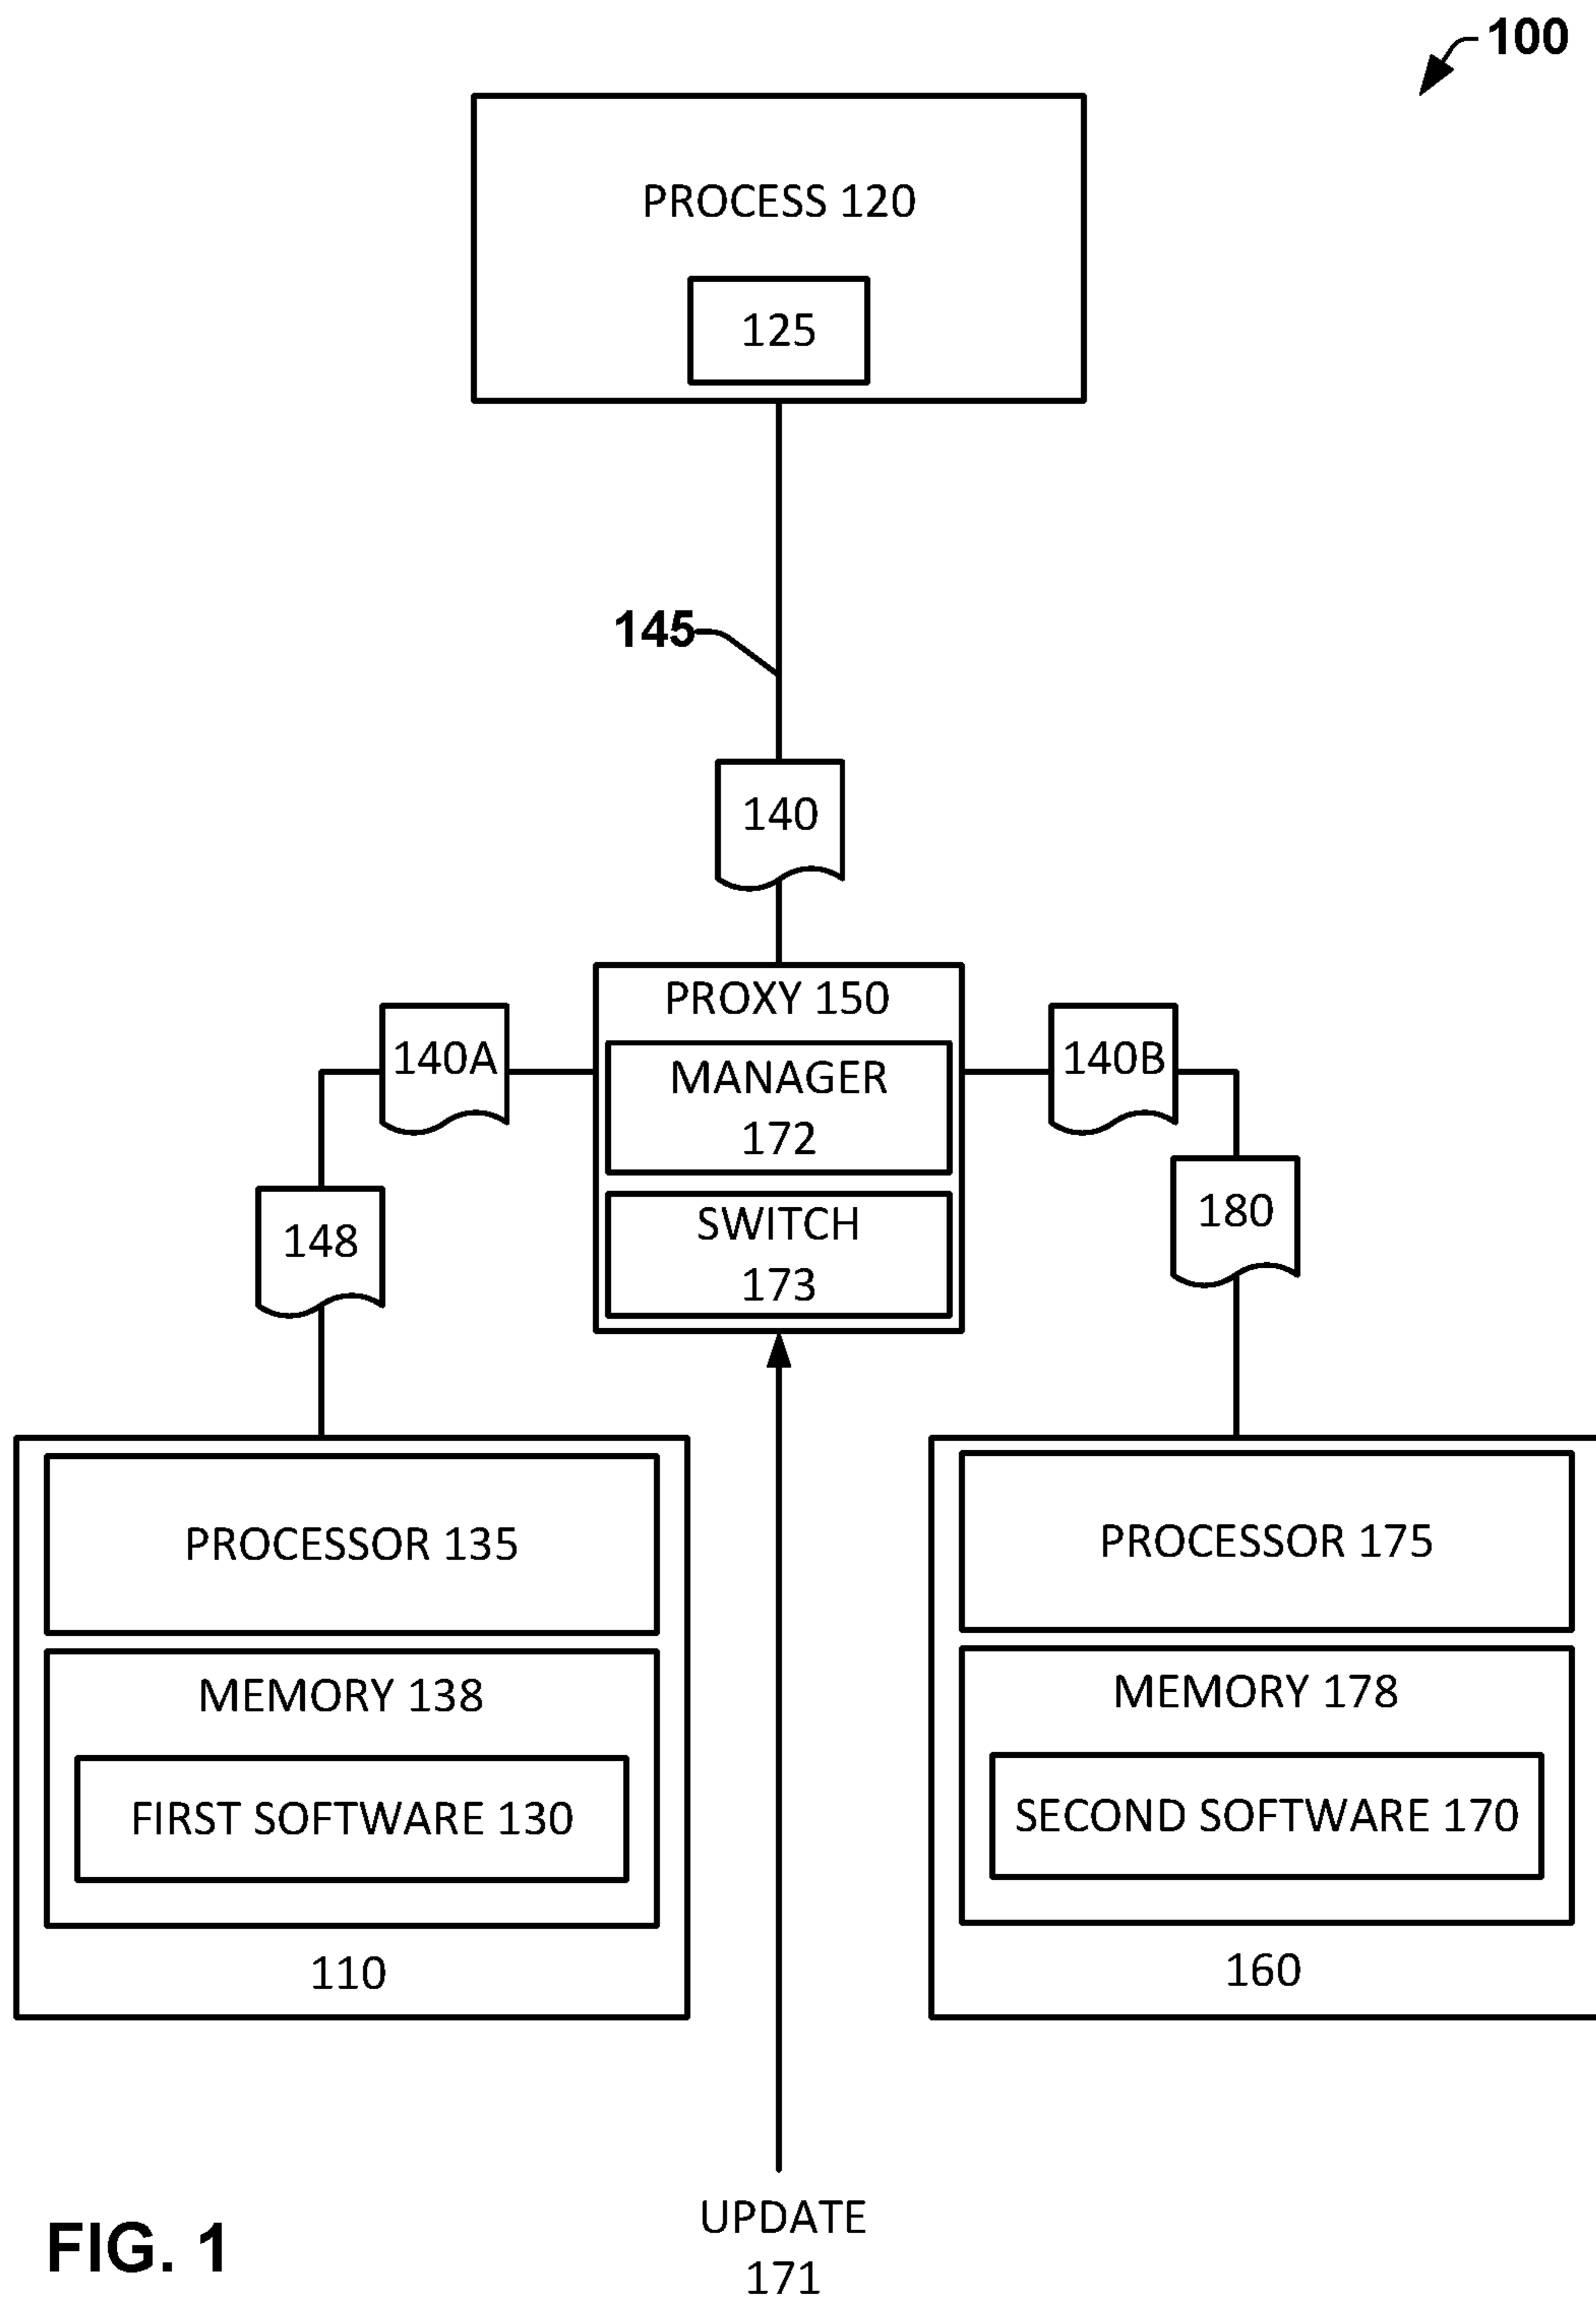 100
PROCESS 120
125
145
140
PROXY 150
140A
140B
MANAGER
172
148
180
SWITCH
173
PROCESSOR 135
PROCESSOR 175
MEMORY 138
MEMORY 178
FIRST SOFTWARE 130
SECOND SOFTWARE 170
110
160
UPDATE
171
FIG. 1